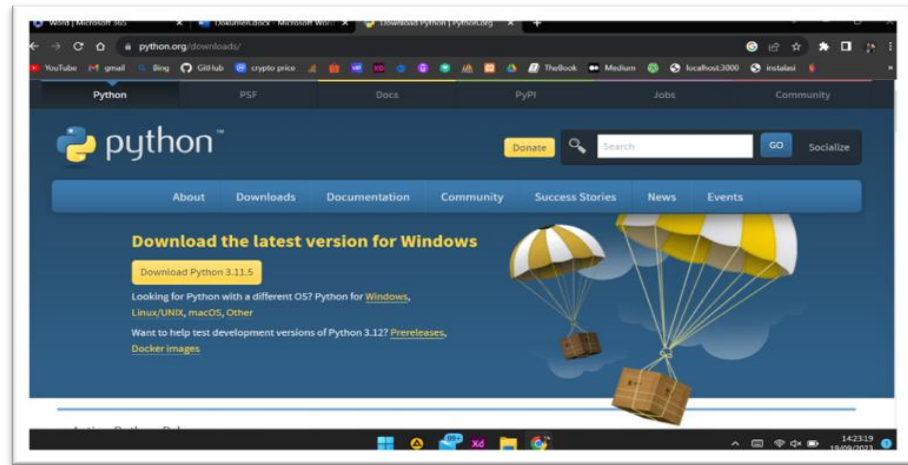 Word | Microsoft 365
Dokumen.docx - Microsoft Word
Download Python | Python.org
python.org/downloads/
YouTube gmail Bing GitHub crypto price XD TheBook Medium localhost:3000 instalasi
Python PSF Docs PyPI Jobs Community
python™
Donate Search GO Socialize
About Downloads Documentation Community Success Stories News Events
Download the latest version for Windows
Download Python 3.11.5
Looking for Python with a different OS? Python for Windows,
Linux/UNIX, macOS, Other
Want to help test development versions of Python 3.12? Prereleases,
Docker images
99+ Xd
14:23:19
19/09/2023